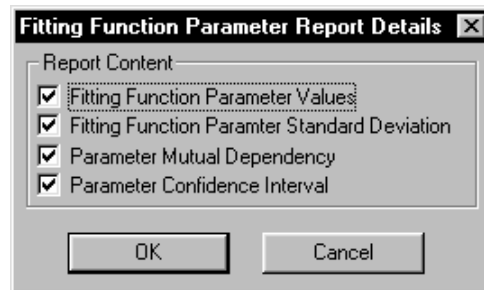 Fitting Function Parameter Report Details
Report Content
Fitting Function Parameter Values
Fitting Function Paramter Standard Deviation
Parameter Mutual Dependency
Parameter Confidence Interval
OK Cancel